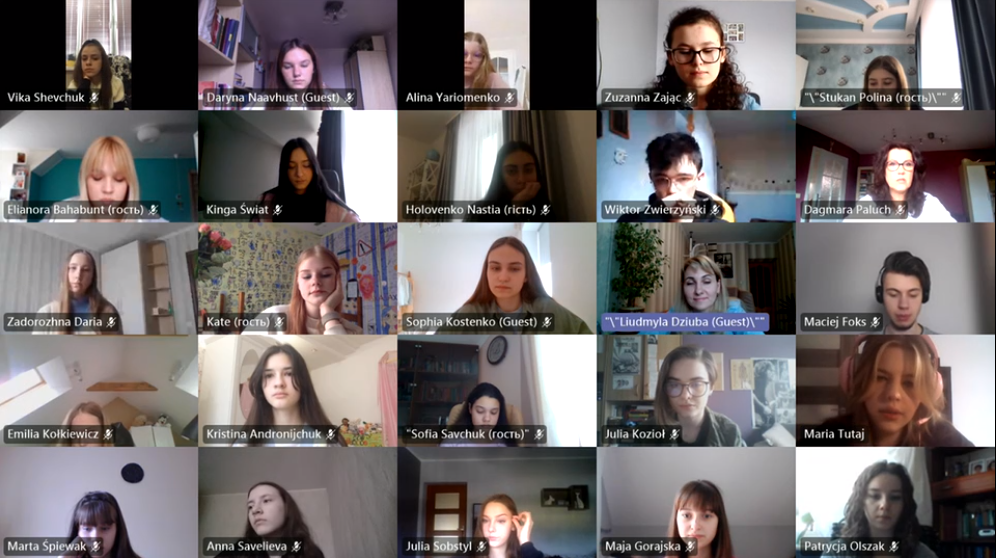 Vika Shevchuk
Daryna Naavhust (Guest)
Alina Yariomenko
Zuzanna Zając
"\"Stukan Polina (гость)\""
Elianora Bahabunt (гость)
Kinga Świat
Holovenko Nastia (гість)
Wiktor Zwierzyński
Dagmara Paluch
Zadorozhna Daria
Kate (гость)
Sophia Kostenko (Guest)
"\"Liudmyla Dziuba (Guest)\""
Maciej Foks
Emilia Kołkiewicz
Kristina Andronijchuk
"Sofia Savchuk (гость)"
Julia Kozioł
Maria Tutaj
Marta Śpiewak
Anna Savelieva
Julia Sobstyl
Maja Gorajska
Patrycja Olszak